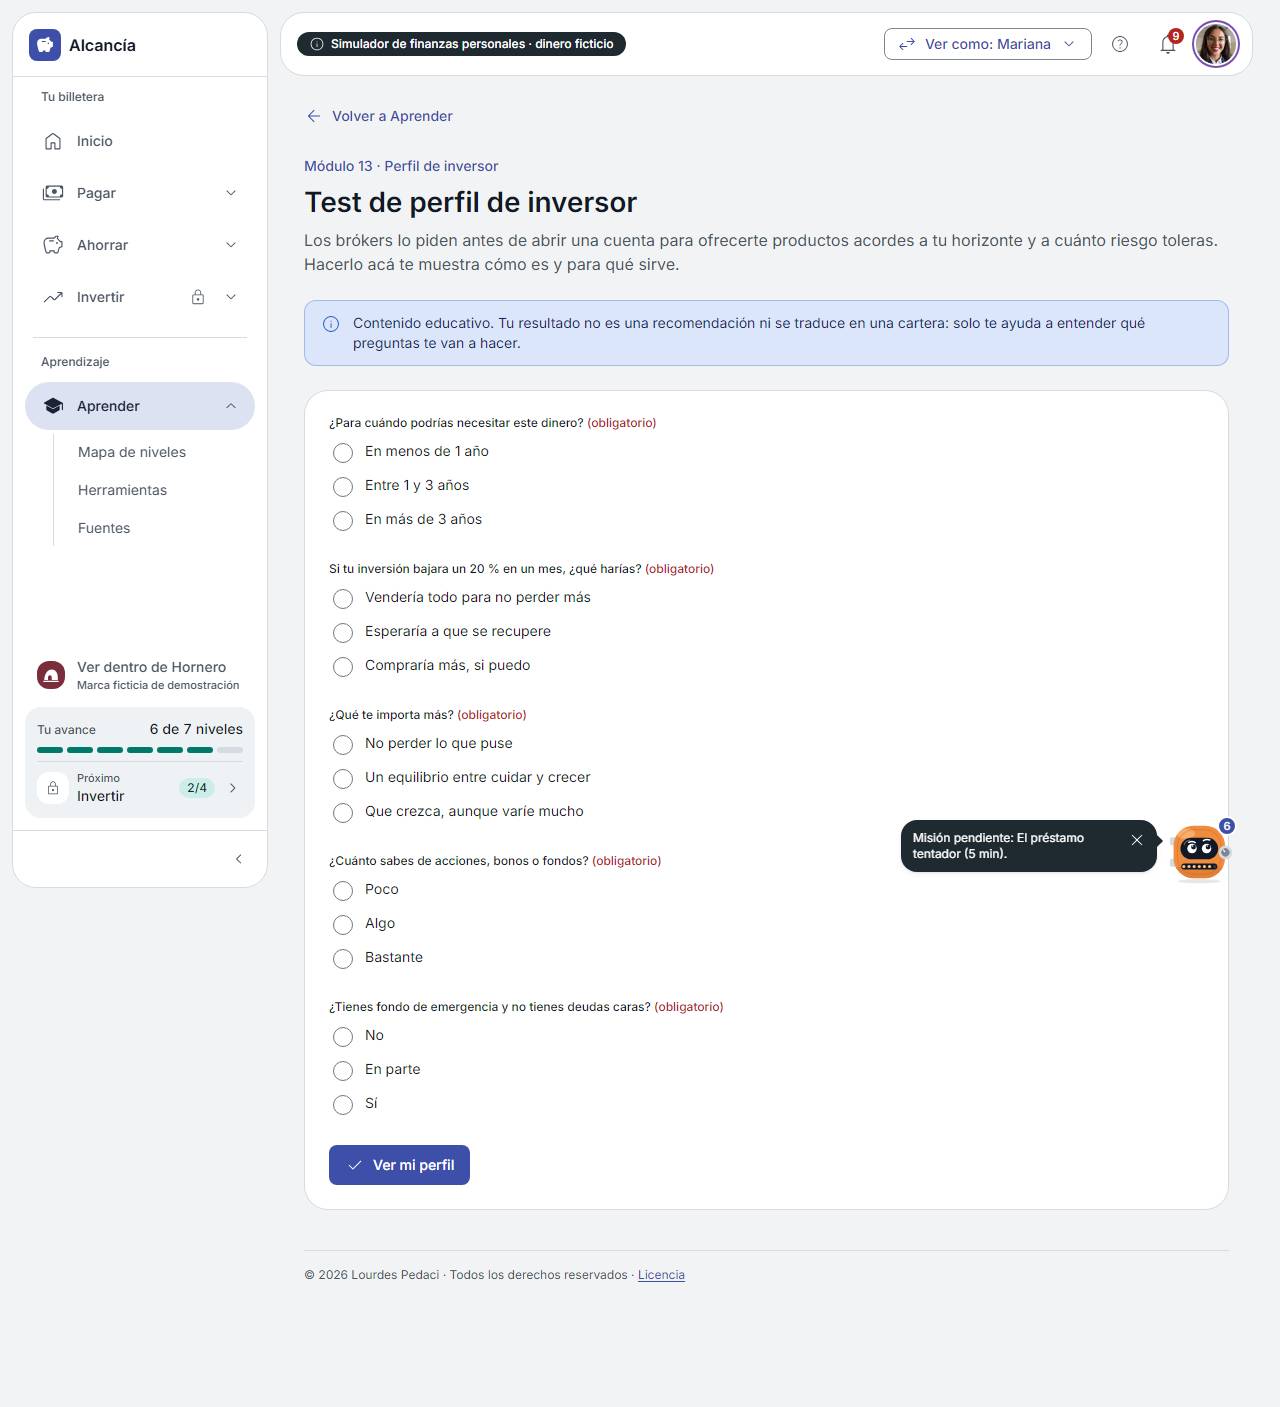 Alcancía
Tu billetera
Inicio
Pagar
Ahorrar
Invertir
Aprendizaje
Aprender
Mapa de niveles
Herramientas
Fuentes
Ver dentro de Hornero
Marca ficticia de demostración
Tu avance
6 de 7 niveles
Próximo
Invertir
2/4
Simulador de finanzas personales · dinero ficticio
Ver como: Mariana
9
Volver a Aprender
Módulo 13 · Perfil de inversor
Test de perfil de inversor
Los brókers lo piden antes de abrir una cuenta para ofrecerte productos acordes a tu horizonte y a cuánto riesgo toleras.
Hacerlo acá te muestra cómo es y para qué sirve.
Contenido educativo. Tu resultado no es una recomendación ni se traduce en una cartera: solo te ayuda a entender qué
preguntas te van a hacer.
¿Para cuándo podrías necesitar este dinero? (obligatorio)
En menos de 1 año
Entre 1 y 3 años
En más de 3 años
Si tu inversión bajara un 20 % en un mes, ¿qué harías? (obligatorio)
Vendería todo para no perder más
Esperaría a que se recupere
Compraría más, si puedo
¿Qué te importa más? (obligatorio)
No perder lo que puse
Un equilibrio entre cuidar y crecer
Que crezca, aunque varíe mucho
Misión pendiente: El préstamo
tentador (5 min).
6
¿Cuánto sabes de acciones, bonos o fondos? (obligatorio)
Poco
Algo
Bastante
¿Tienes fondo de emergencia y no tienes deudas caras? (obligatorio)
No
En parte
Sí
Ver mi perfil
© 2026 Lourdes Pedaci · Todos los derechos reservados · Licencia